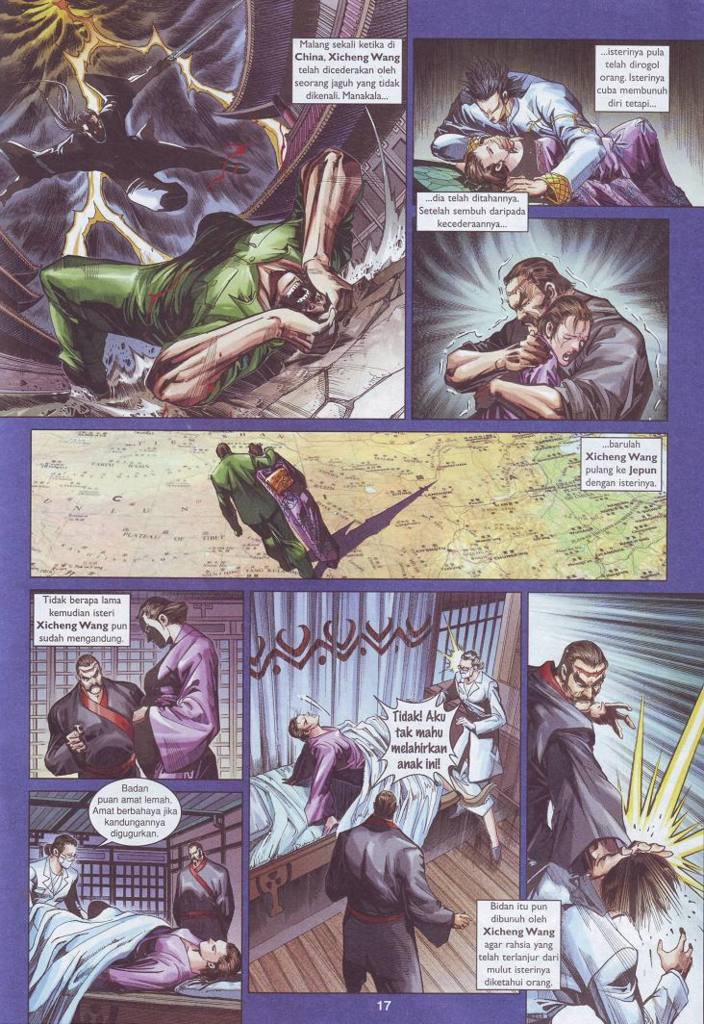 Malang sekali ketika di
China, Xicheng Wang
telah dicederakan oleh
seorang jaguh yang tidak
dikenali. Manakala...
...isterinya pula
telah dirogol
orang. Isterinya
cuba membunuh
diri tetapi...
...dia telah ditahannya.
Setelah sembuh daripada
kecederaannya...
...barulah
Xicheng Wang
pulang ke Jepun
dengan isterinya.
PLATEAU OF TIBET
Tidak berapa lama
kemudian isteri
Xicheng Wang pun
sudah mengandung.
Tidak! Aku
tak mahu
melahirkan
anak ini!
Badan
puan amat lemah.
Amat berbahaya jika
kandungannya
digugurkan.
Bidan itu pun
dibunuh oleh
Xicheng Wang
agar rahsia yang
telah terlanjur dari
mulut isterinya
diketahui orang.
17